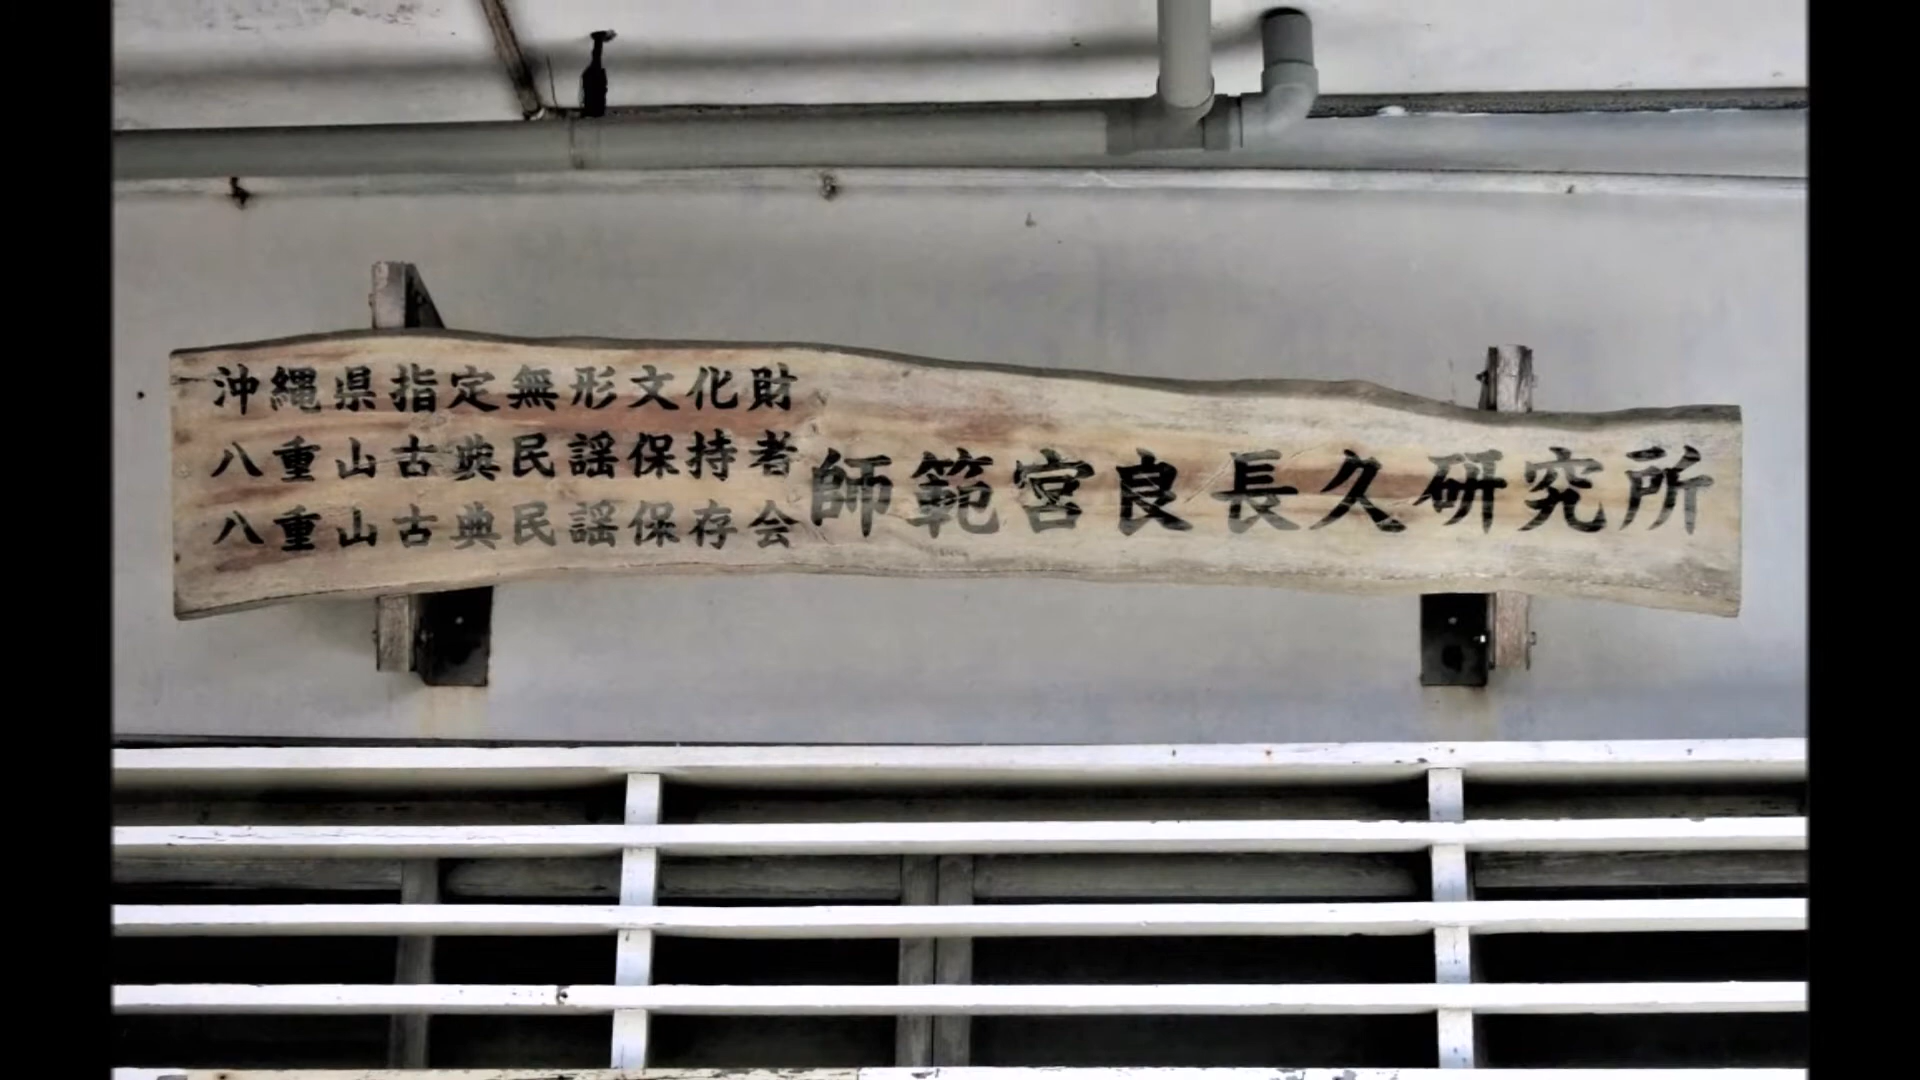 沖縄県指定無形文化財
八重山古典民謡保持者
八重山古典民謡保存会
師範宮良長久研究所